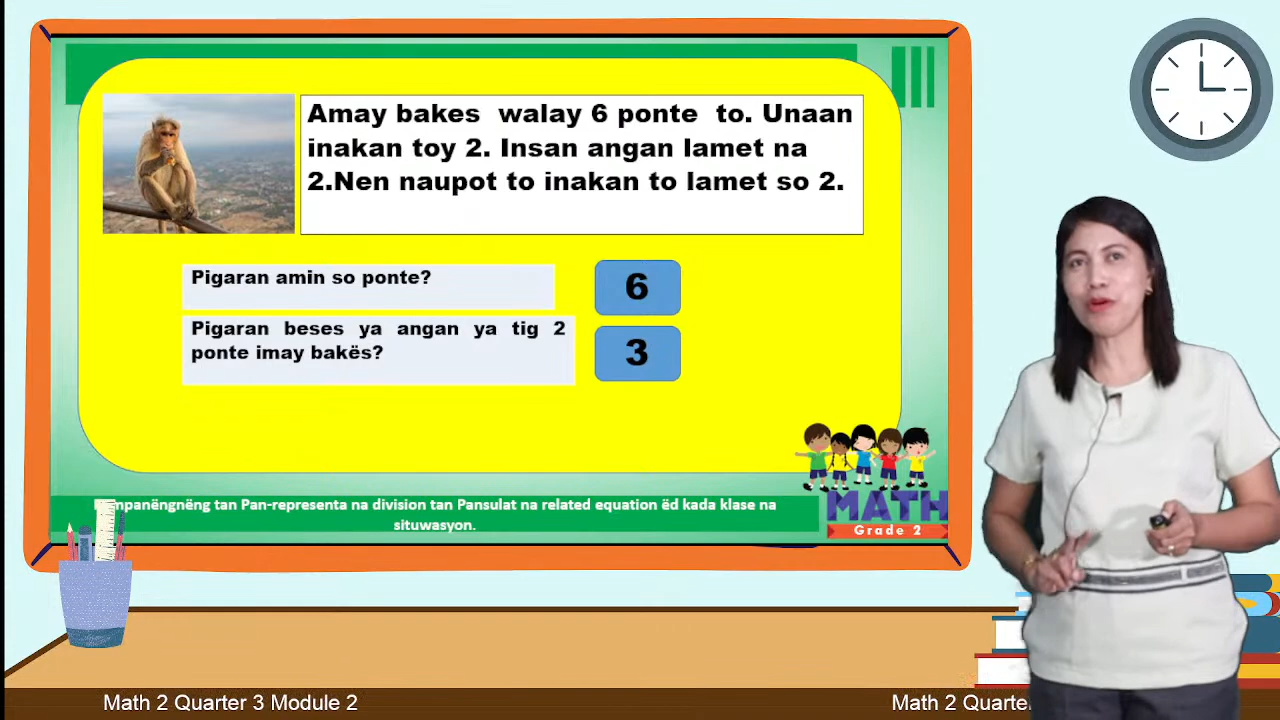 Amay bakes walay 6 ponte to. Unaan
inakan toy 2. Insan angan lamet na
2.Nen naupot to inakan to lamet so 2.
Pigaran amin so ponte?
6
Pigaran beses ya angan ya tig 2
ponte imay bakës?
3
tan Pan-representa na division tan Pansulat na related equation ëd kada klase na
situwasyon.
MATH
Grade 2
Math 2 Quarter 3 Module 2
Math 2